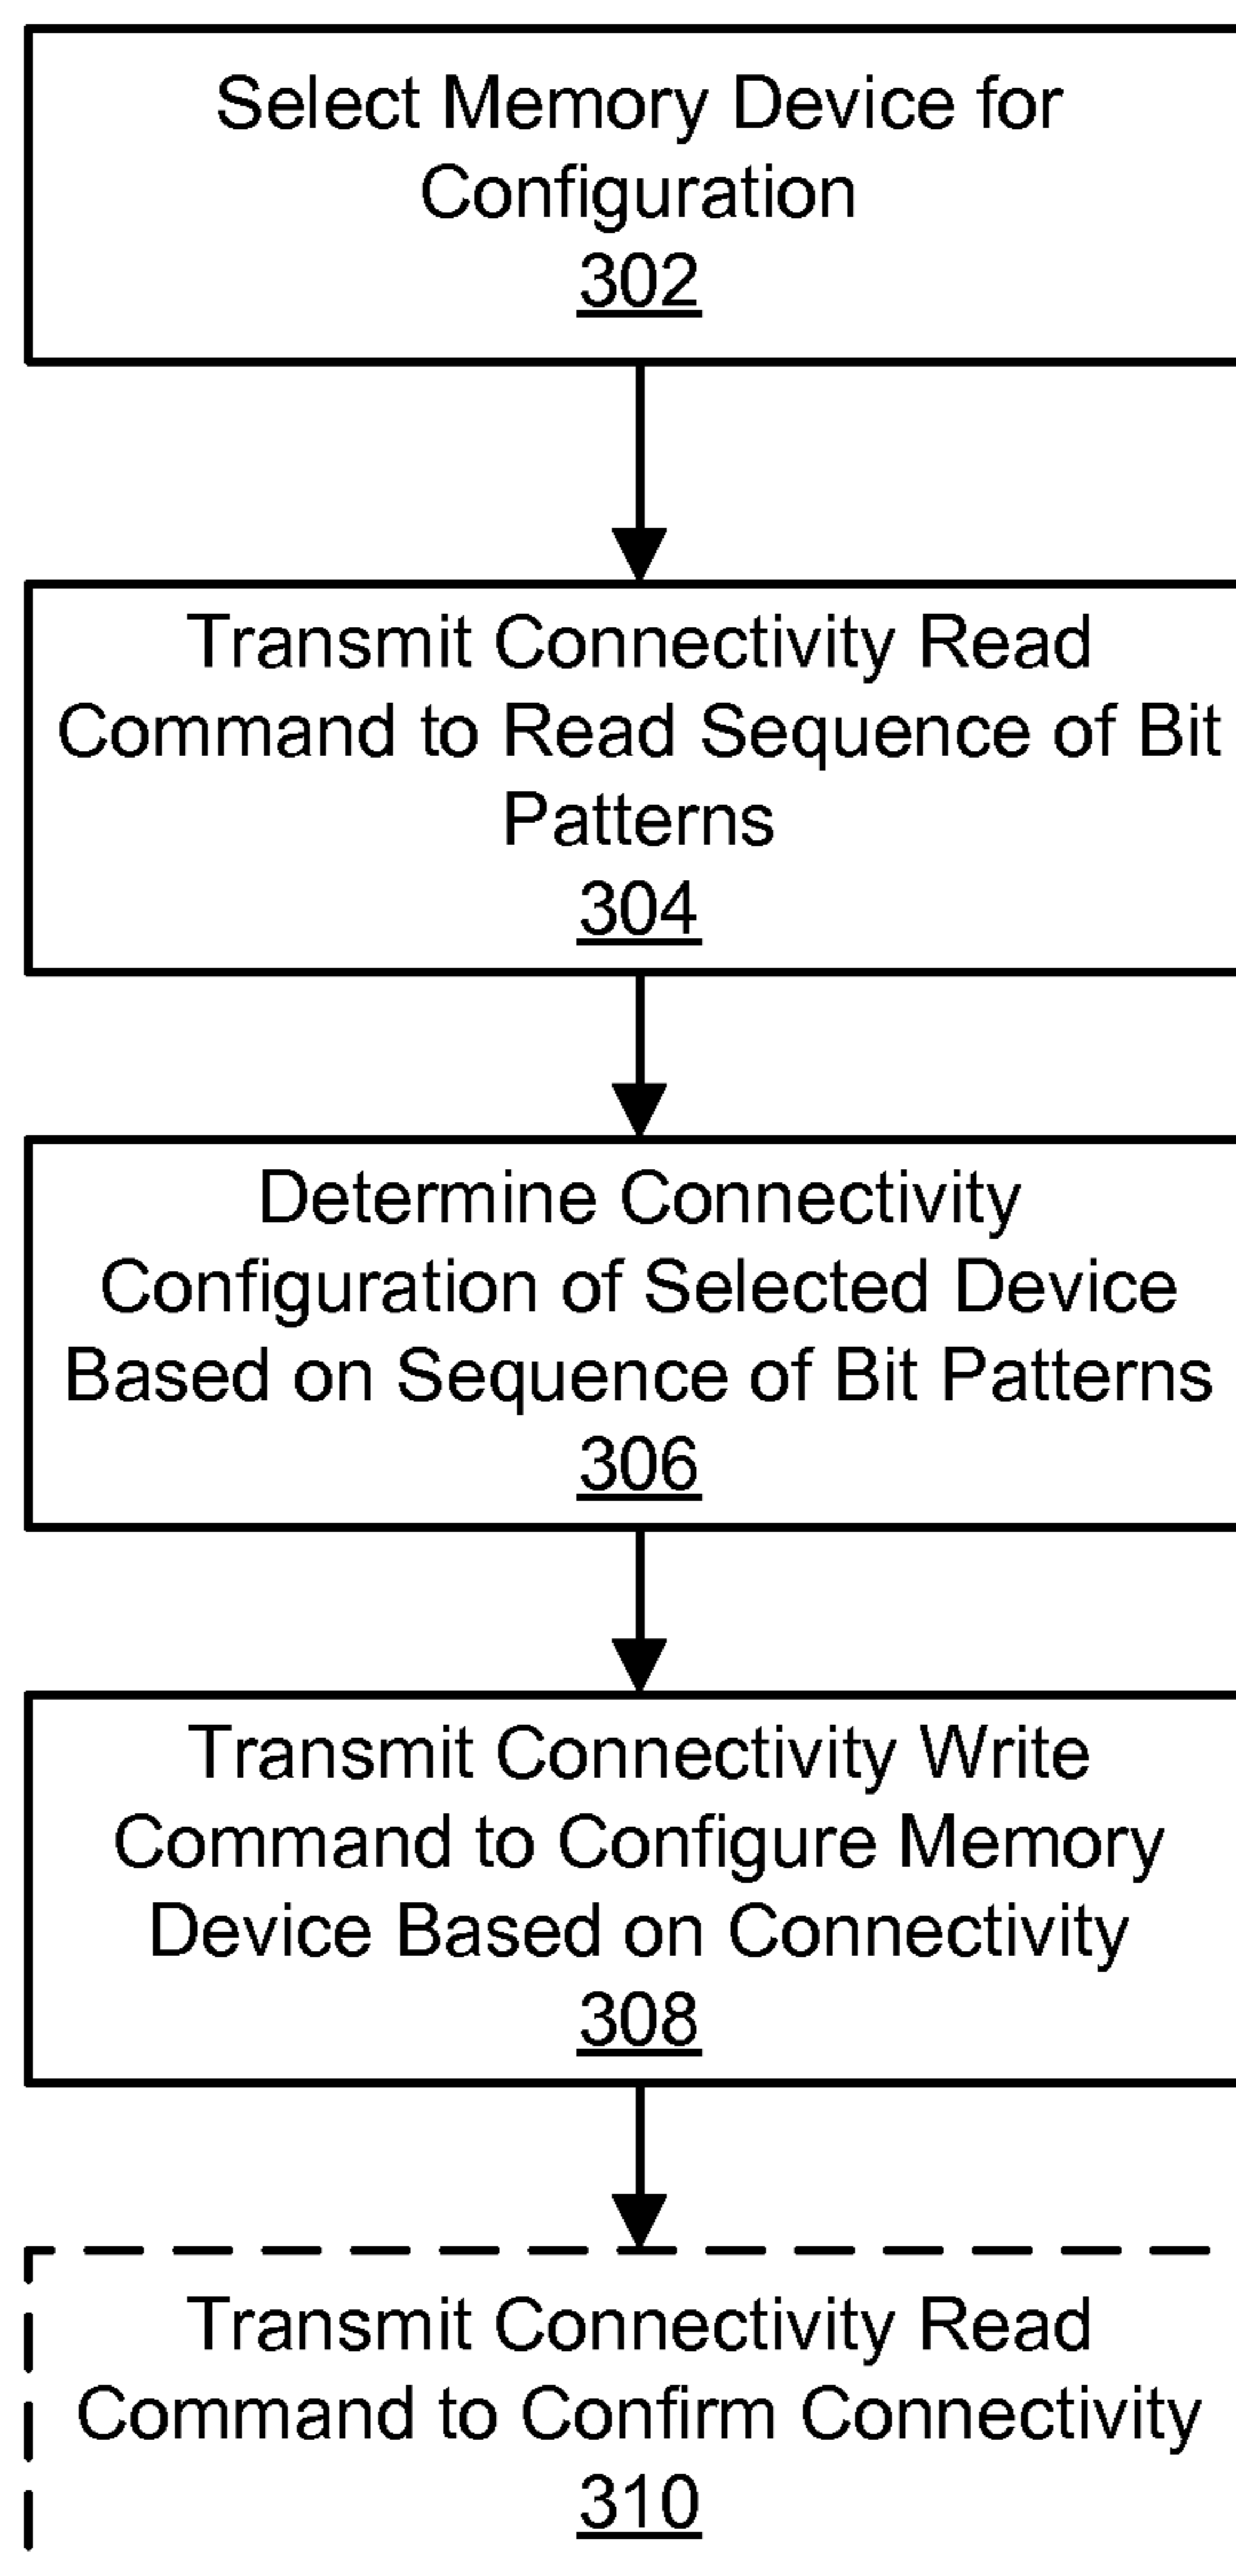 Select Memory Device for
Configuration
302
Transmit Connectivity Read
Command to Read Sequence of Bit
Patterns
304
Determine Connectivity
Configuration of Selected Device
Based on Sequence of Bit Patterns
306
Transmit Connectivity Write
Command to Configure Memory
Device Based on Connectivity
308
Transmit Connectivity Read
Command to Confirm Connectivity
310